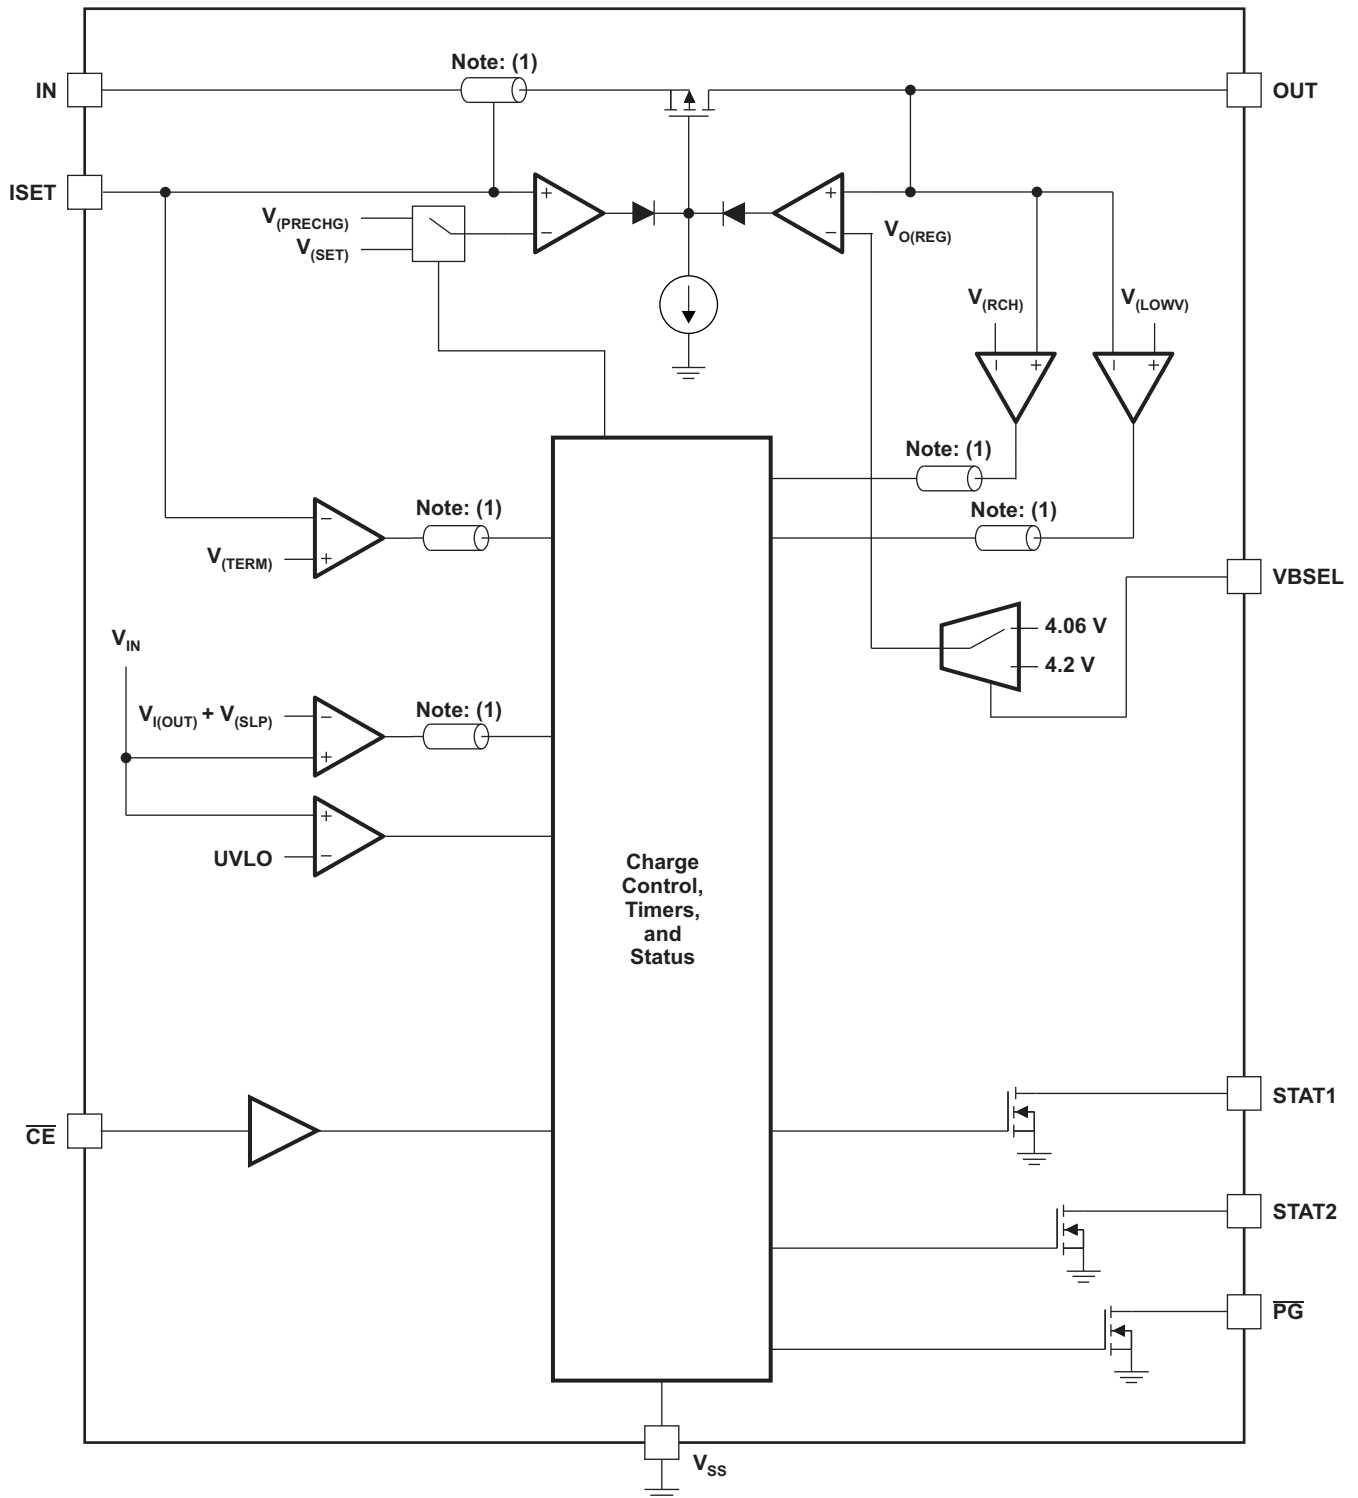 Note: (1)
IN
OUT
ISET
+
+
V(PRECHG)
V(SET)
−
−
VO(REG)
V(RCH)
V(LOWV)
−
+
−
+
Note: (1)
Note: (1)
Note: (1)
−
V(TERM)
+
VBSEL
4.06 V
4.2 V
VIN
Note: (1)
VI(OUT) + V(SLP)
−
+
+
UVLO
−
Charge
Control,
Timers,
and
Status
STAT1
C̅E̅
STAT2
P̅G̅
VSS